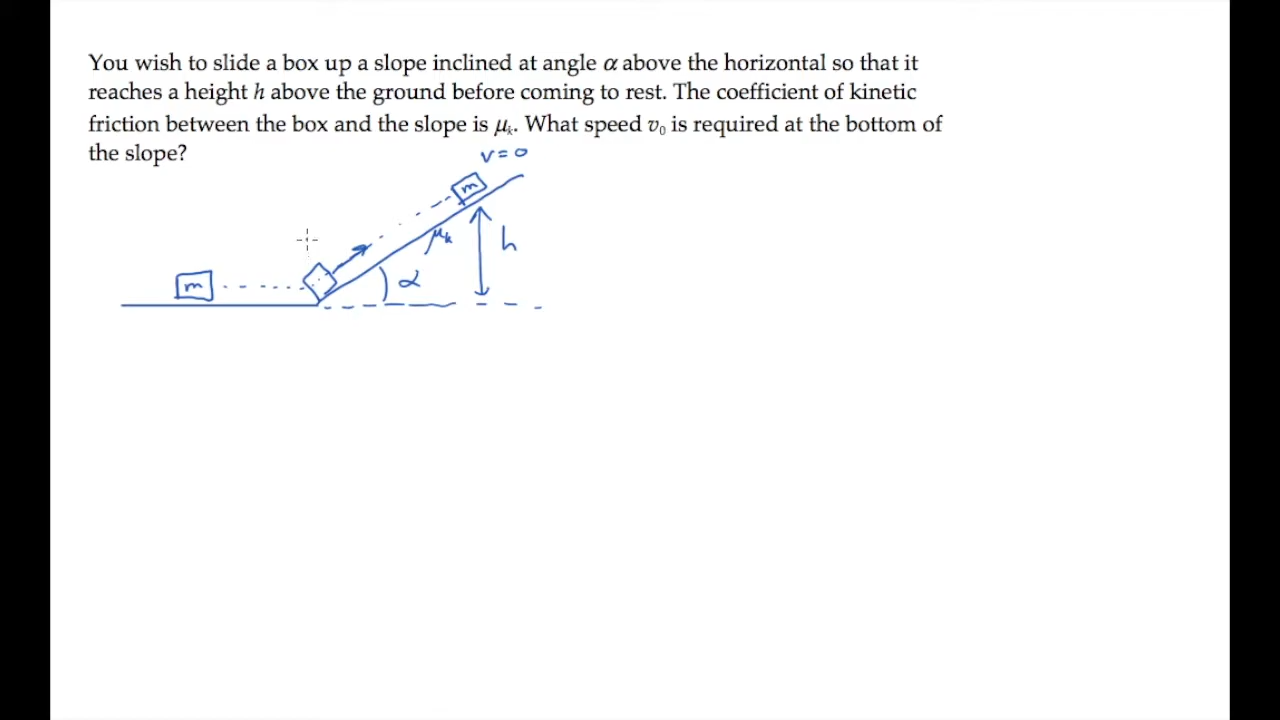 You wish to slide a box up a slope inclined at angle α above the horizontal so that it
reaches a height h above the ground before coming to rest. The coefficient of kinetic
friction between the box and the slope is μₖ. What speed v₀ is required at the bottom of
the slope?
v = 0
m
μₖ
h
m
α